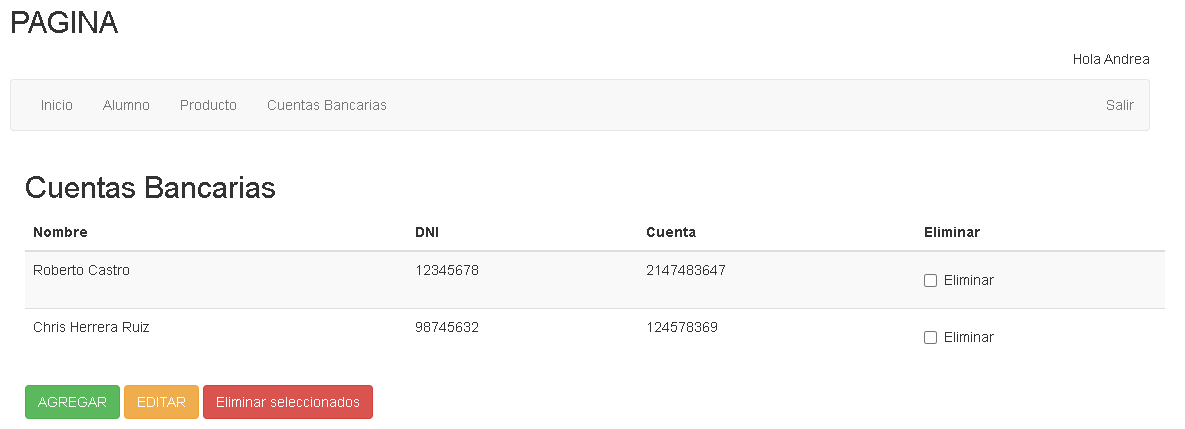 PAGINA
Hola Andrea
Inicio Alumno Producto Cuentas Bancarias Salir
Cuentas Bancarias
Nombre DNI Cuenta Eliminar
Roberto Castro 12345678 2147483647 Eliminar
Chris Herrera Ruiz 98745632 124578369 Eliminar
AGREGAR EDITAR Eliminar seleccionados